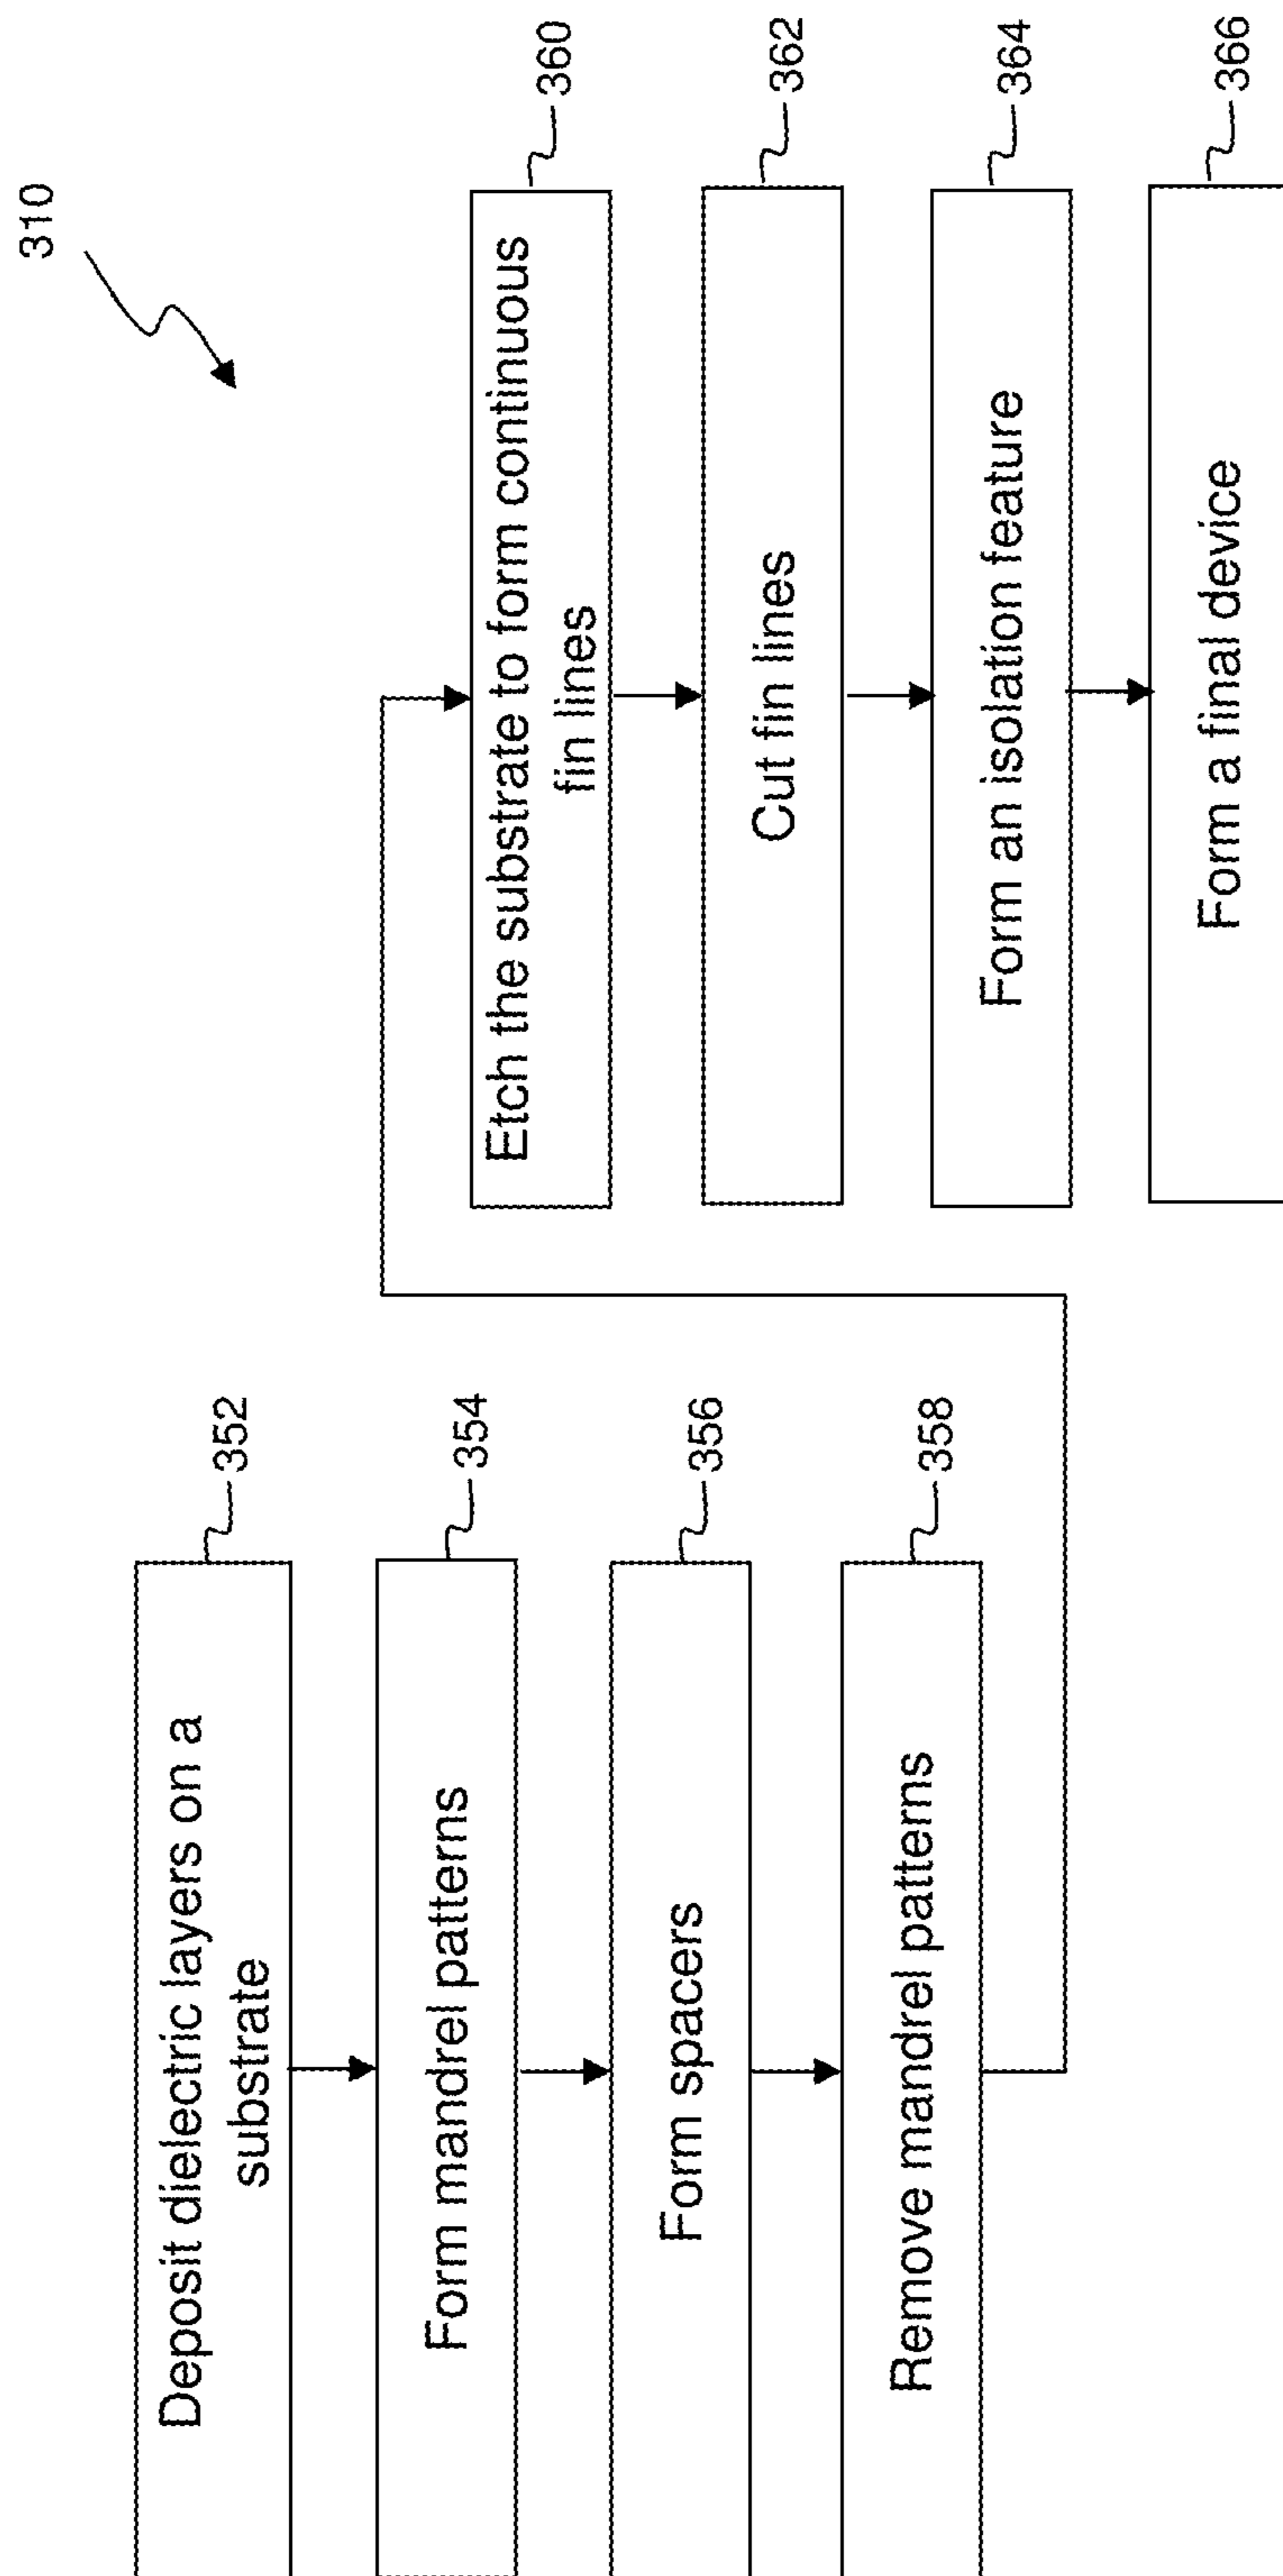 310
Deposit dielectric layers on a
substrate
352
Form mandrel patterns
354
Form spacers
356
Remove mandrel patterns
358
Etch the substrate to form continuous
fin lines
360
Cut fin lines
362
Form an isolation feature
364
Form a final device
366